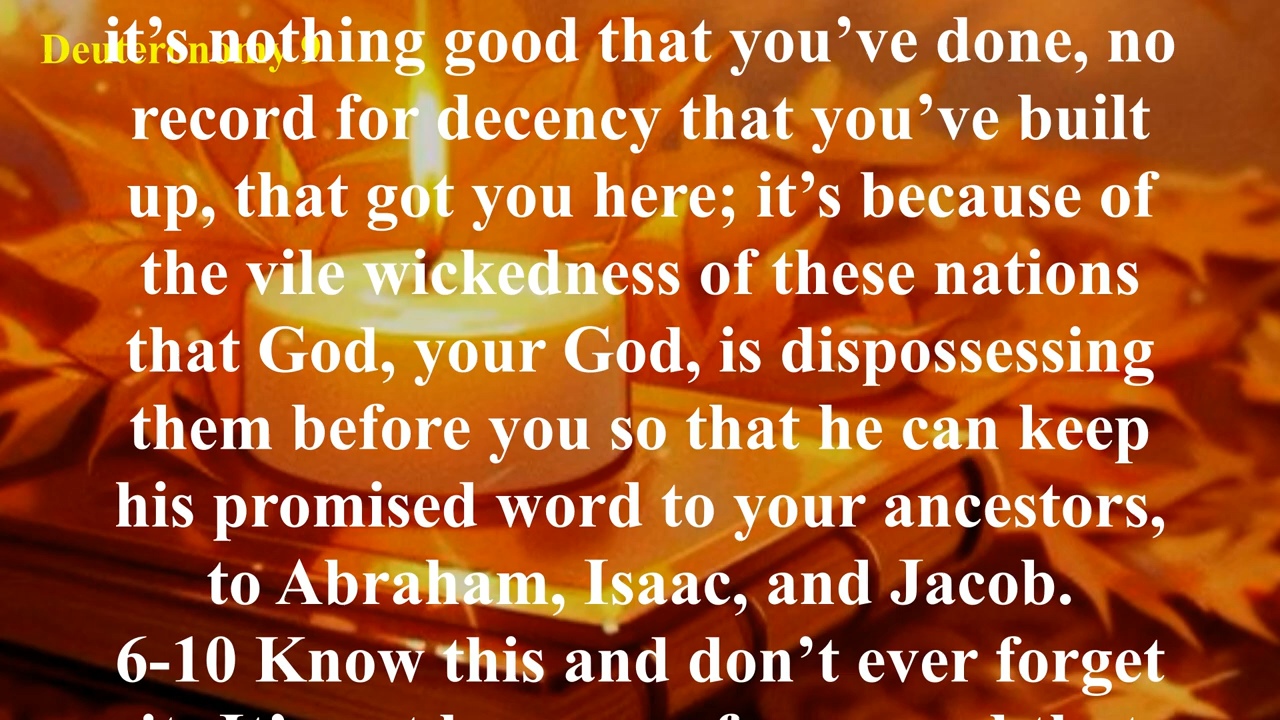 Deuteronomy 9
it’s nothing good that you’ve done, no
record for decency that you’ve built
up, that got you here; it’s because of
the vile wickedness of these nations
that God, your God, is dispossessing
them before you so that he can keep
his promised word to your ancestors,
to Abraham, Isaac, and Jacob.
6-10 Know this and don’t ever forget